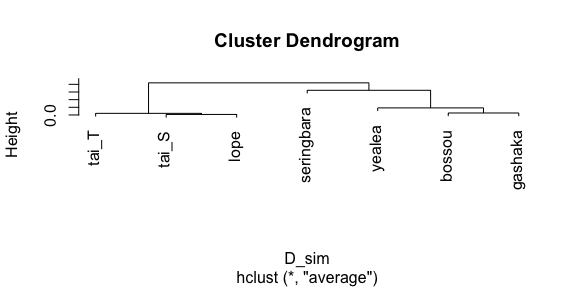 Cluster Dendrogram
Height
0.0
tai_T
tai_S
lope
seringbara
yealea
bossou
gashaka
D_sim
hclust (*, "average")